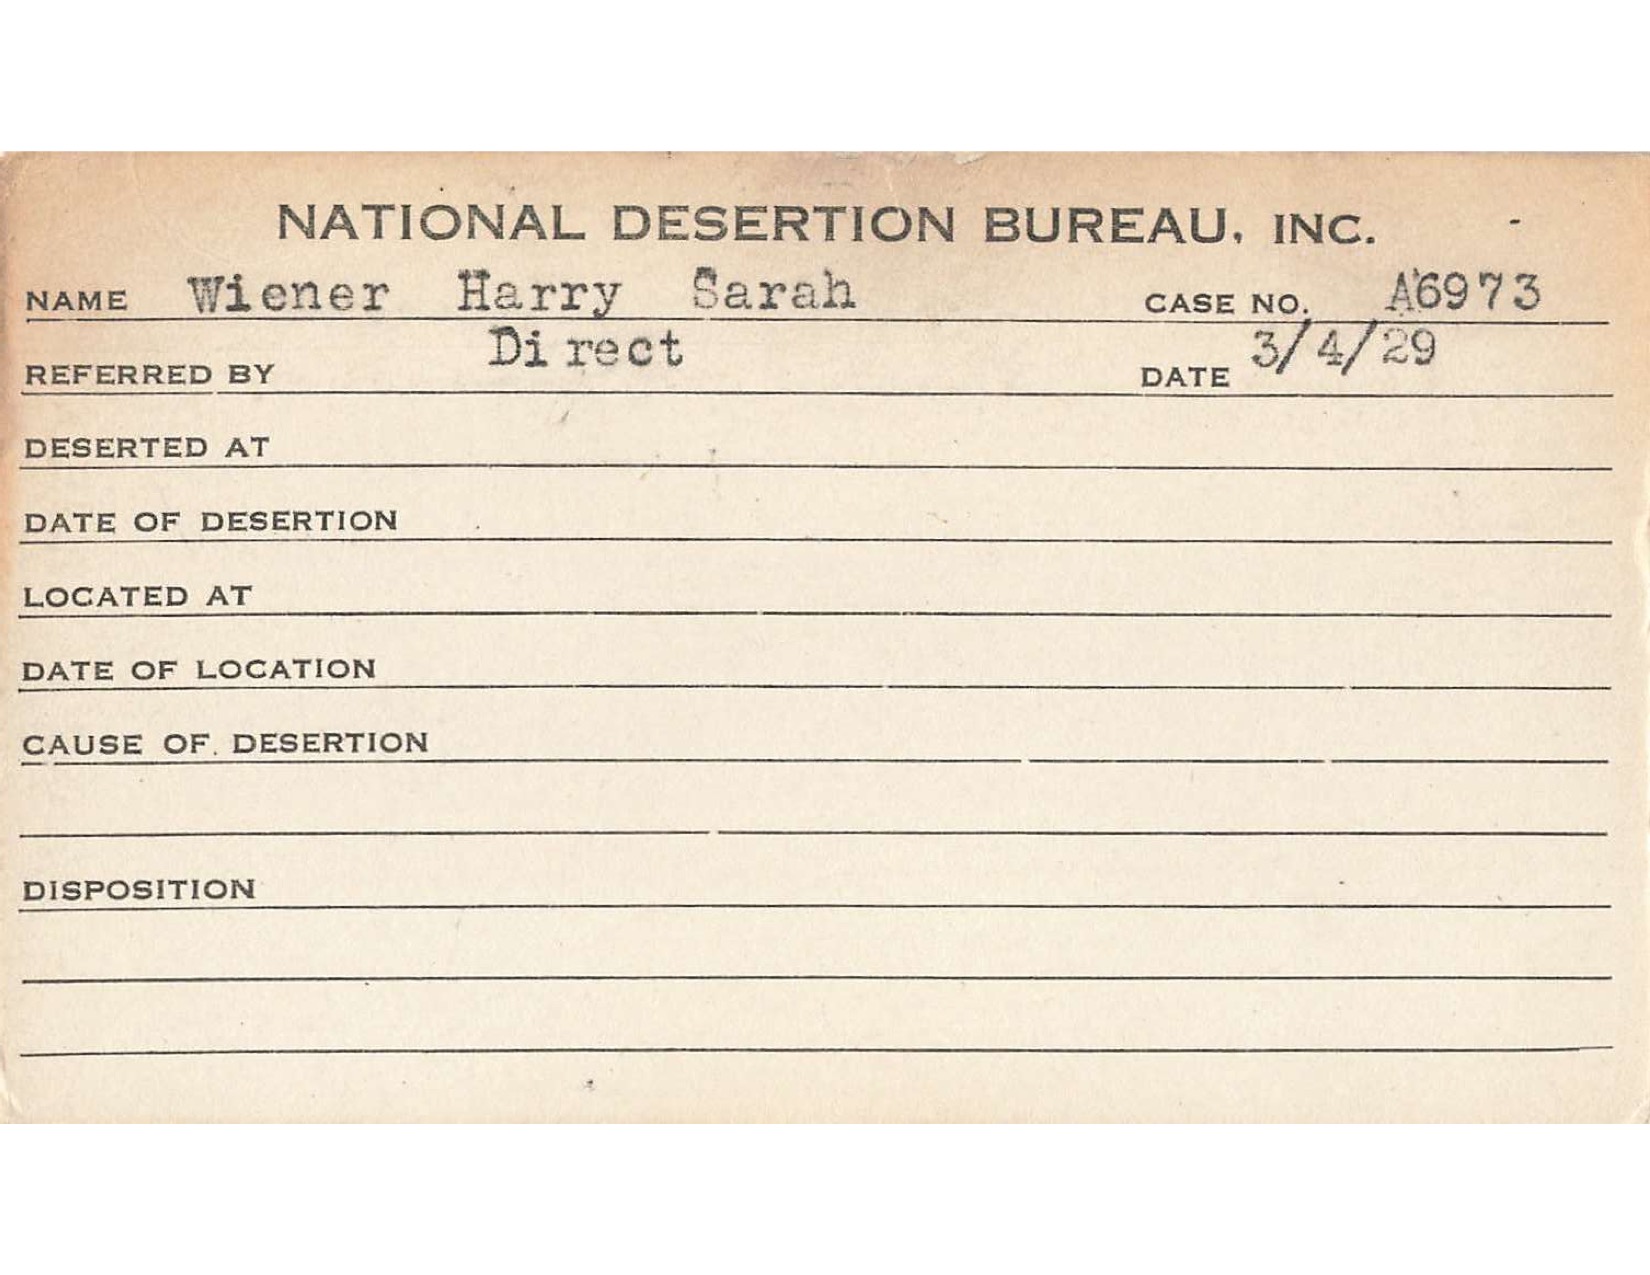 NATIONAL DESERTION BUREAU, INC.
NAME Wiener Harry Sarah CASE NO. A6973
REFERRED BY Direct DATE 3/4/29
DESERTED AT
DATE OF DESERTION
LOCATED AT
DATE OF LOCATION
CAUSE OF DESERTION
DISPOSITION